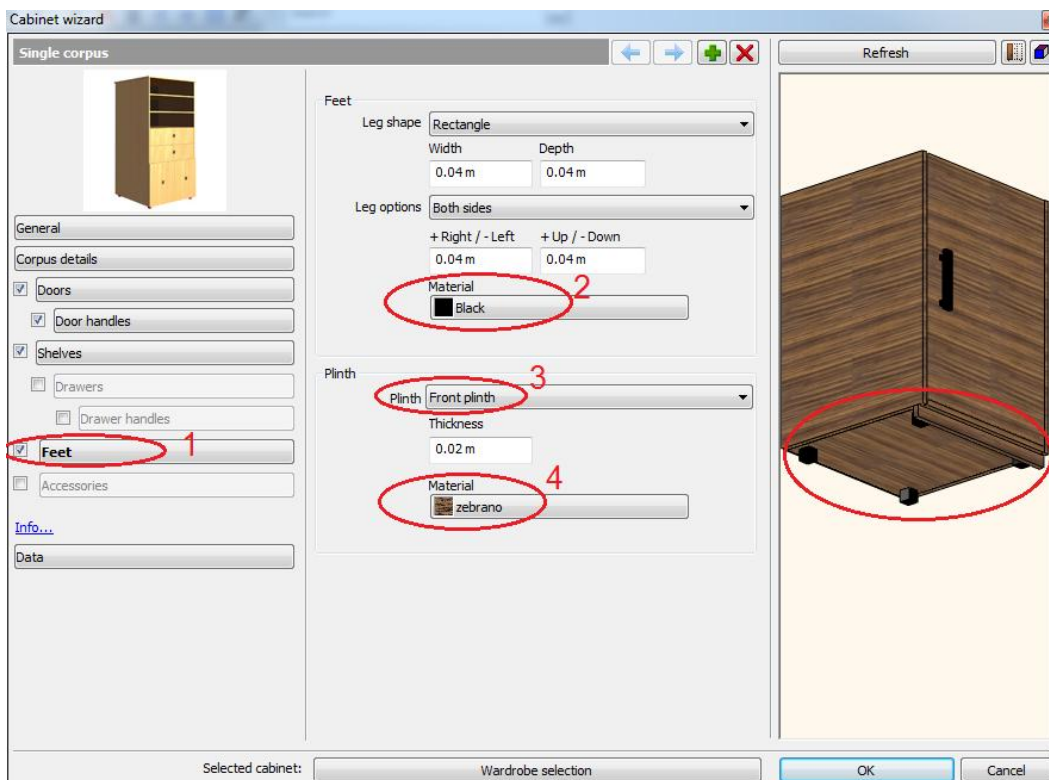 Cabinet wizard
Single corpus
Refresh
General
Corpus details
Doors
Door handles
Shelves
Drawers
Drawer handles
Feet
1
Accessories
Info...
Data
Feet
Leg shape Rectangle
Width Depth
0.04 m 0.04 m
Leg options Both sides
+ Right / - Left + Up / - Down
0.04 m 0.04 m
Material
2
Black
Plinth
3
Plinth Front plinth
Thickness
0.02 m
Material
4
zebrano
Selected cabinet: Wardrobe selection OK Cancel